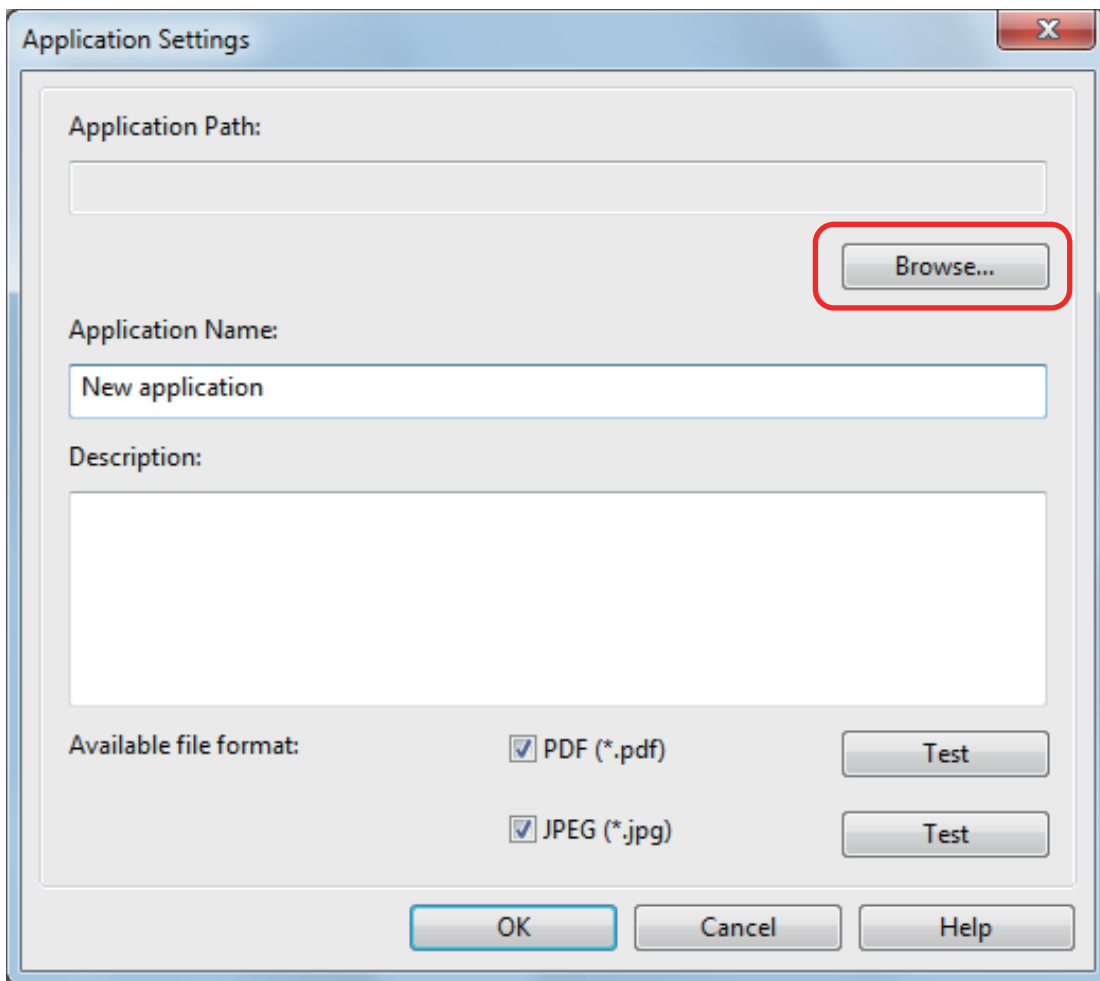 Application Settings
Application Path:
Browse...
Application Name:
New application
Description:
Available file format:
PDF (*.pdf)
Test
JPEG (*.jpg)
Test
OK
Cancel
Help